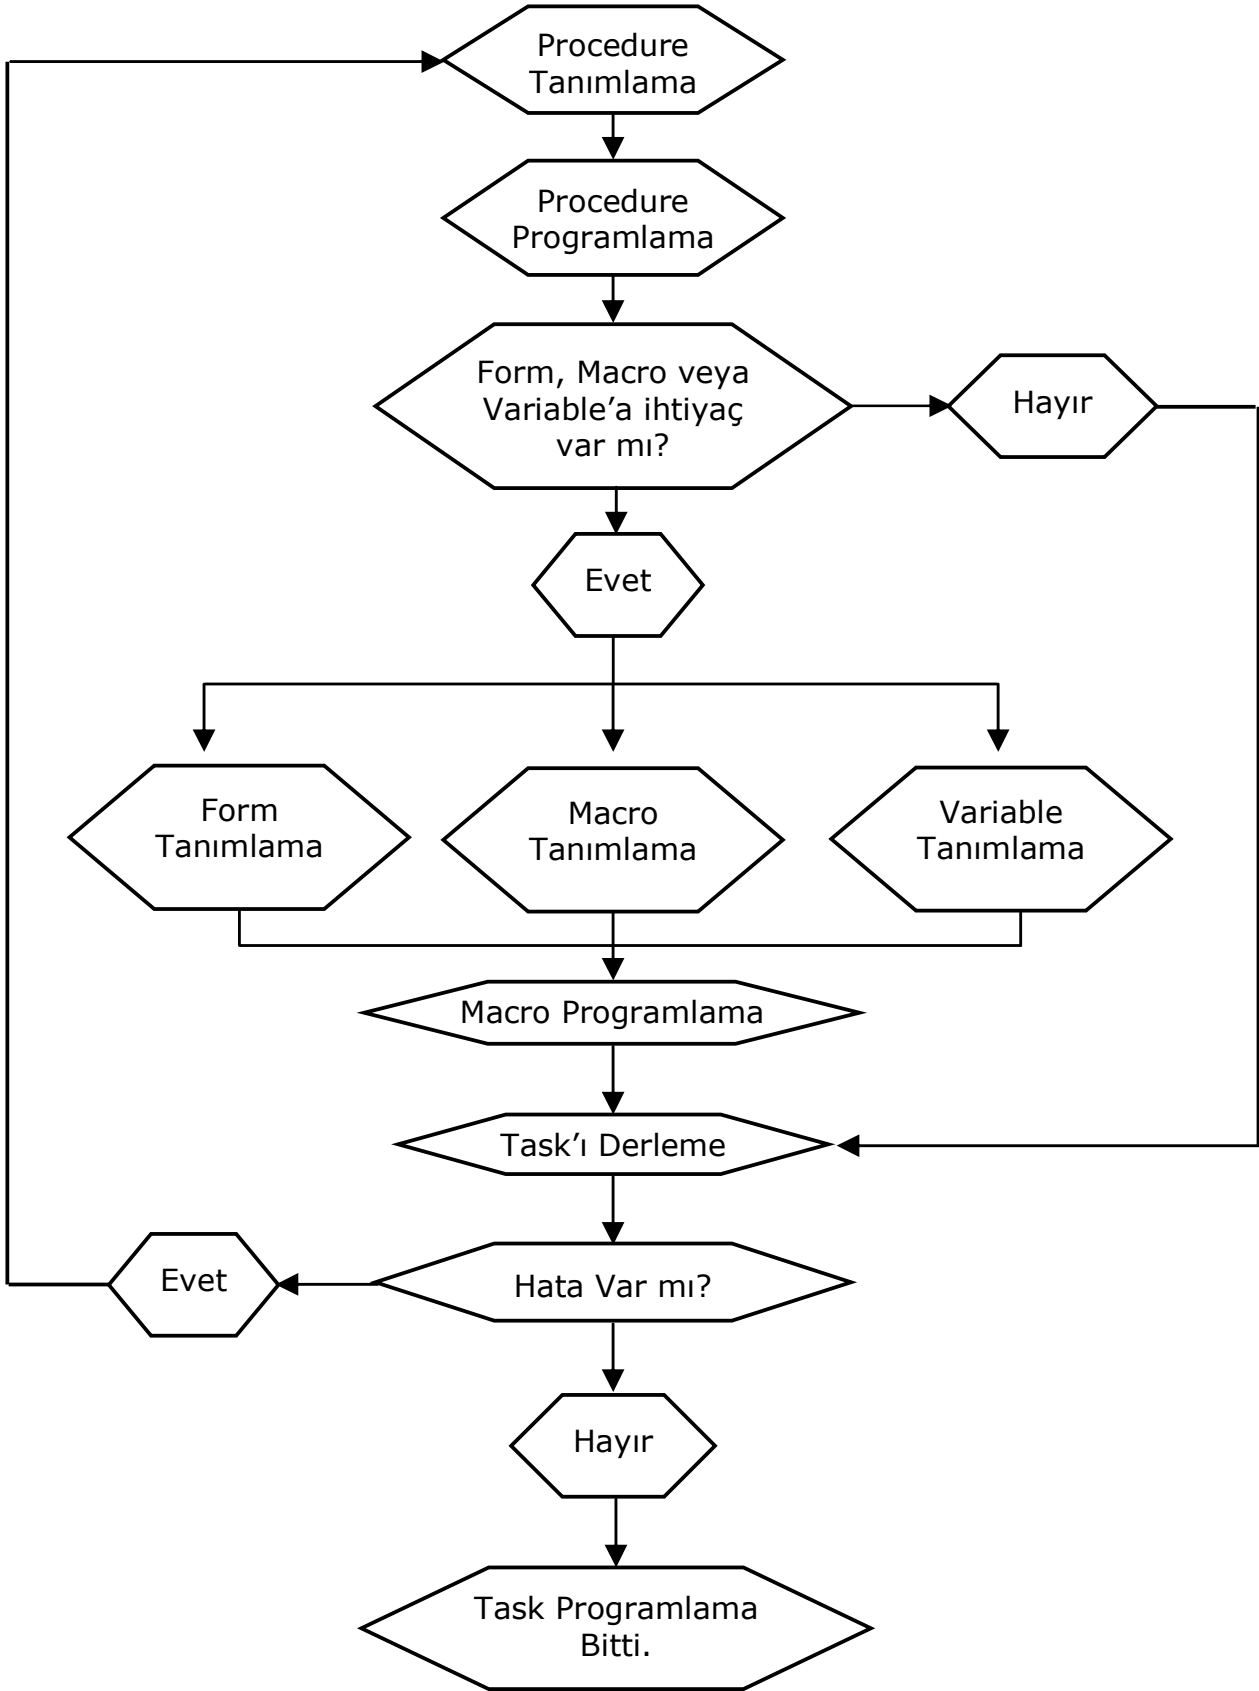 Procedure
Tanımlama
Procedure
Programlama
Form, Macro veya
Variable’a ihtiyaç
var mı?
Hayır
Evet
Form
Tanımlama
Macro
Tanımlama
Variable
Tanımlama
Macro Programlama
Task’ı Derleme
Evet
Hata Var mı?
Hayır
Task Programlama
Bitti.